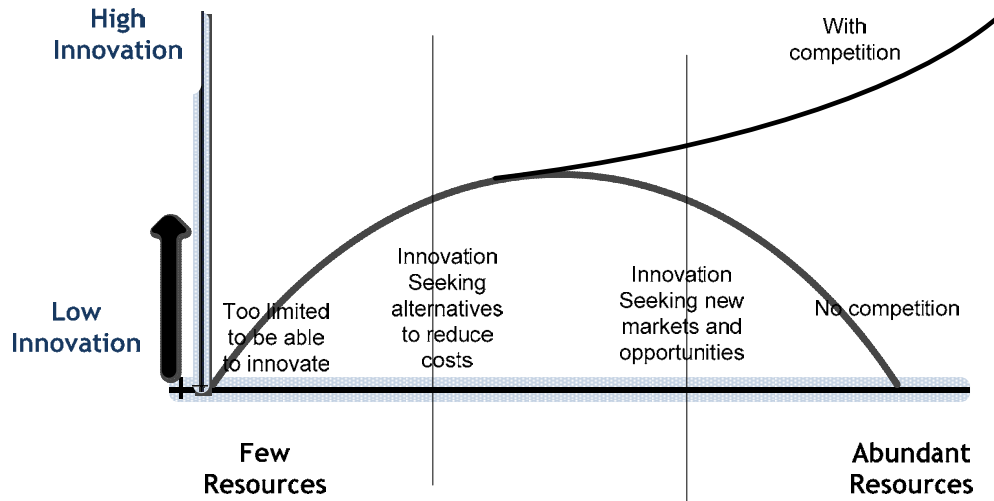 High
Innovation
With
competition
Innovation
Seeking
alternatives
to reduce
costs
Innovation
Seeking new
markets and
opportunities
Low
Innovation
Too limited
to be able
to innovate
No competition
Few
Resources
Abundant
Resources